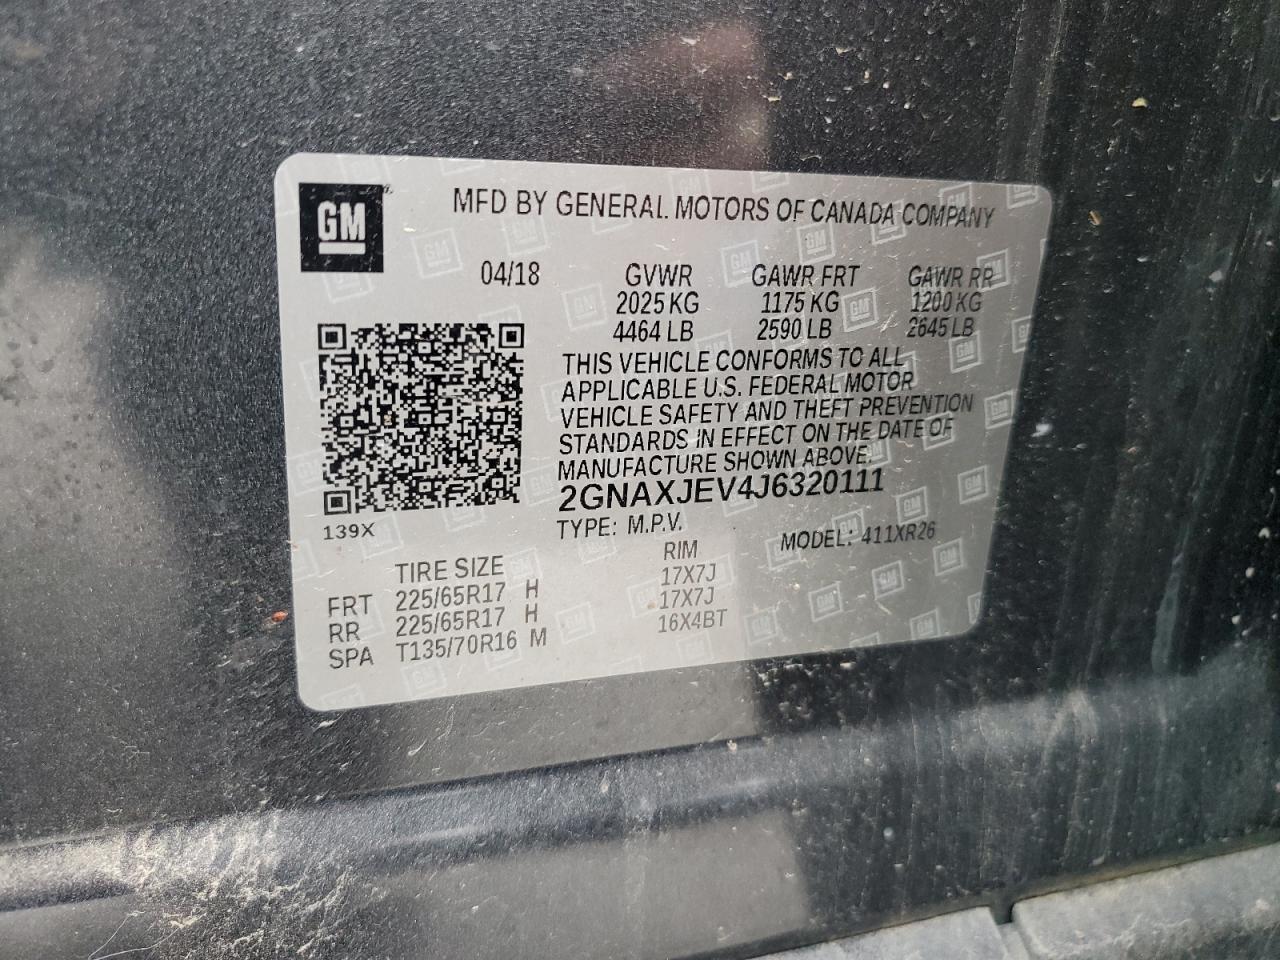 GM
MFD BY GENERAL MOTORS OF CANADA COMPANY
04/18 GVWR GAWR FRT GAWR RR
2025 KG 1175 KG 1200 KG
4464 LB 2590 LB 2645 LB
THIS VEHICLE CONFORMS TO ALL
APPLICABLE U.S. FEDERAL MOTOR
VEHICLE SAFETY AND THEFT PREVENTION
STANDARDS IN EFFECT ON THE DATE OF
MANUFACTURE SHOWN ABOVE.
2GNAXJEV4J6320111
139X
TYPE: M.P.V. MODEL: 411XR26
TIRE SIZE RIM
FRT 225/65R17 H 17X7J
RR 225/65R17 H 17X7J
SPA T135/70R16 M 16X4BT